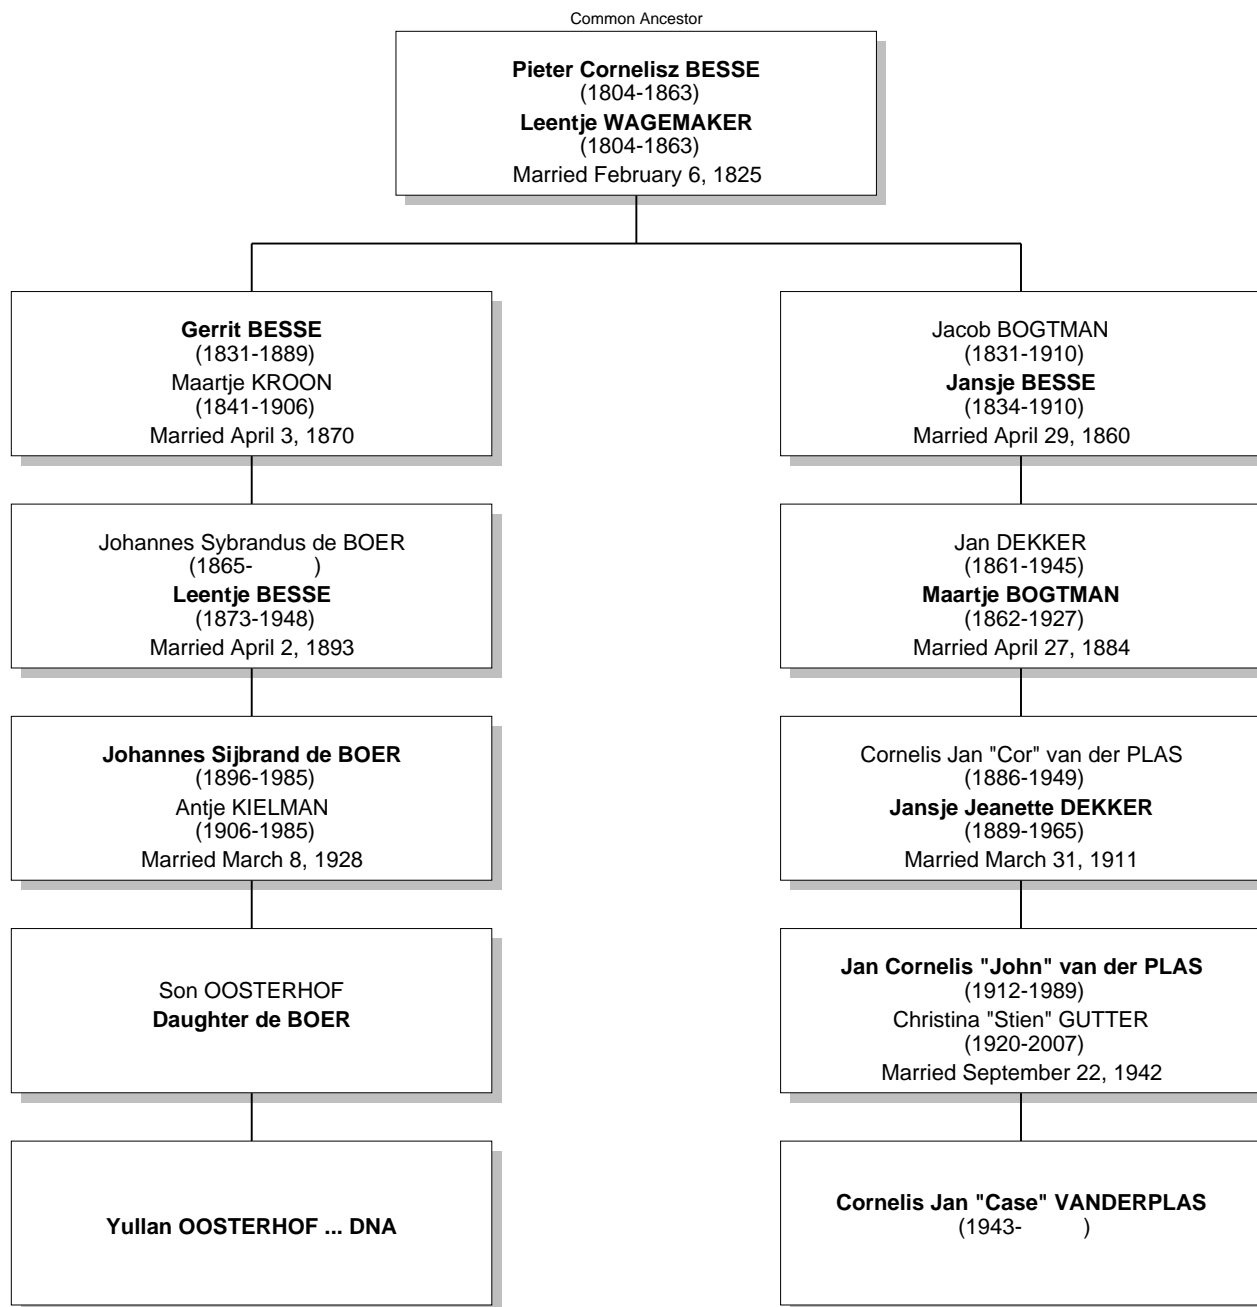 Common Ancestor
Pieter Cornelisz BESSE
(1804-1863)
Leentje WAGEMAKER
(1804-1863)
Married February 6, 1825
Gerrit BESSE
(1831-1889)
Maartje KROON
(1841-1906)
Married April 3, 1870
Jacob BOGTMAN
(1831-1910)
Jansje BESSE
(1834-1910)
Married April 29, 1860
Johannes Sybrandus de BOER
(1865- )
Leentje BESSE
(1873-1948)
Married April 2, 1893
Jan DEKKER
(1861-1945)
Maartje BOGTMAN
(1862-1927)
Married April 27, 1884
Johannes Sijbrand de BOER
(1896-1985)
Antje KIELMAN
(1906-1985)
Married March 8, 1928
Cornelis Jan "Cor" van der PLAS
(1886-1949)
Jansje Jeanette DEKKER
(1889-1965)
Married March 31, 1911
Son OOSTERHOF
Daughter de BOER
Jan Cornelis "John" van der PLAS
(1912-1989)
Christina "Stien" GUTTER
(1920-2007)
Married September 22, 1942
Yullan OOSTERHOF ... DNA
Cornelis Jan "Case" VANDERPLAS
(1943- )